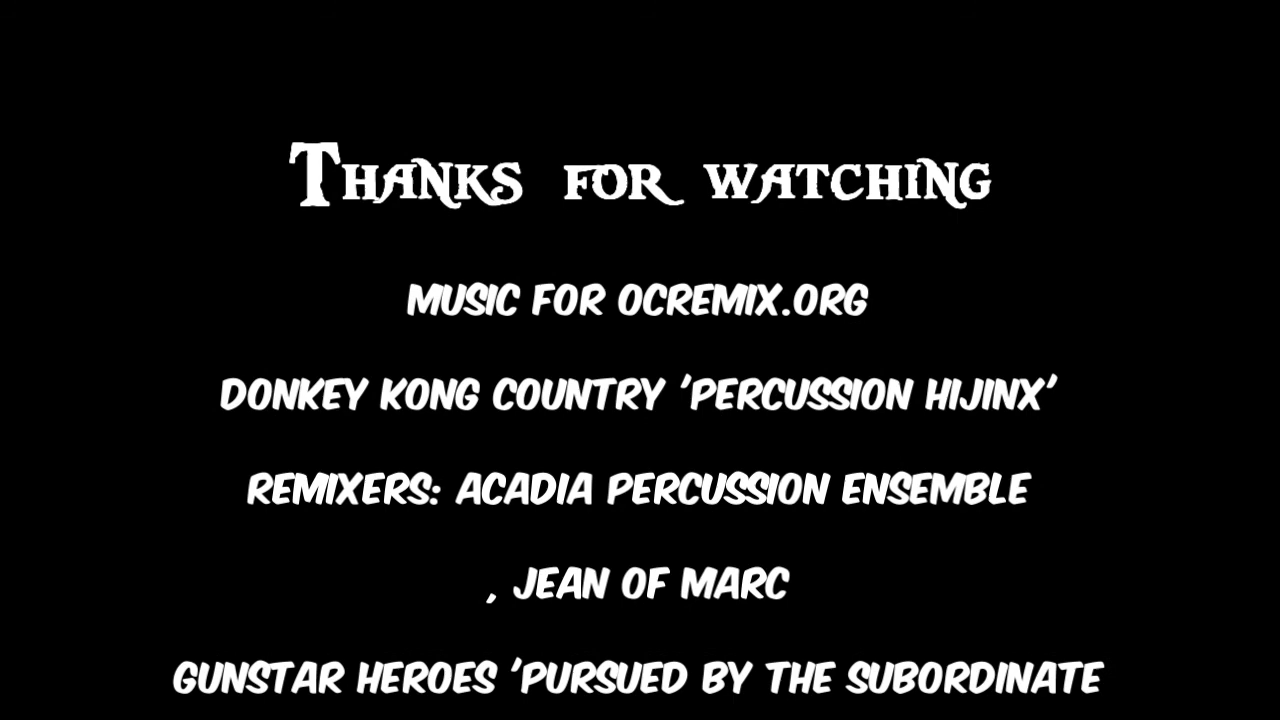 Thanks for watching
MUSIC FOR OCREMIX.ORG
DONKEY KONG COUNTRY 'PERCUSSION HIJINX'
REMIXERS: ACADIA PERCUSSION ENSEMBLE
, JEAN OF MARC
GUNSTAR HEROES 'PURSUED BY THE SUBORDINATE